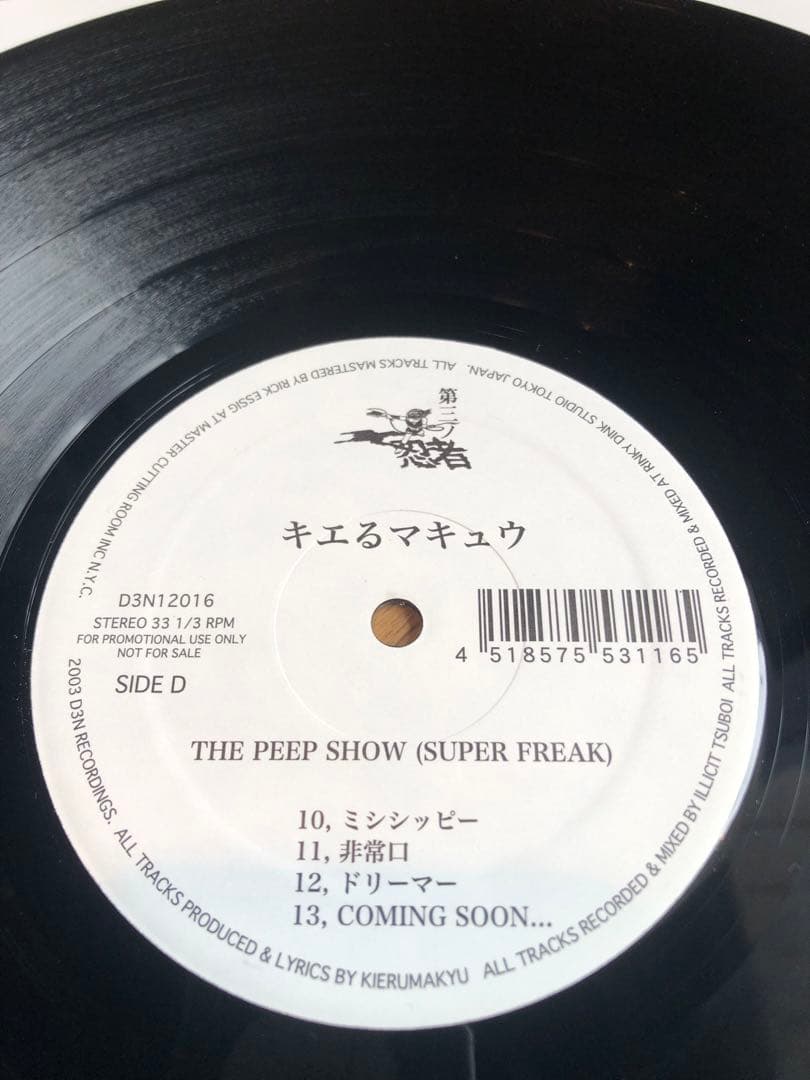 第三ノ
忍者
キエるマキュウ
D3N12016
STEREO 33 1/3 RPM
FOR PROMOTIONAL USE ONLY
NOT FOR SALE
SIDE D
4 518575 531165
THE PEEP SHOW (SUPER FREAK)
10, ミシシッピー
11, 非常口
12, ドリーマー
13, COMING SOON...
2003 D3N RECORDINGS. ALL TRACKS PRODUCED & LYRICS BY KIERUMAKYU ALL TRACKS RECORDED & MIXED BY ILLICIT TSUBOI ALL TRACKS RECORDED & MIXED AT RINKY DINK STUDIO TOKYO JAPAN. ALL TRACKS MASTERED BY RICK ESSIG AT MASTER CUTTING ROOM INC N.Y.C.